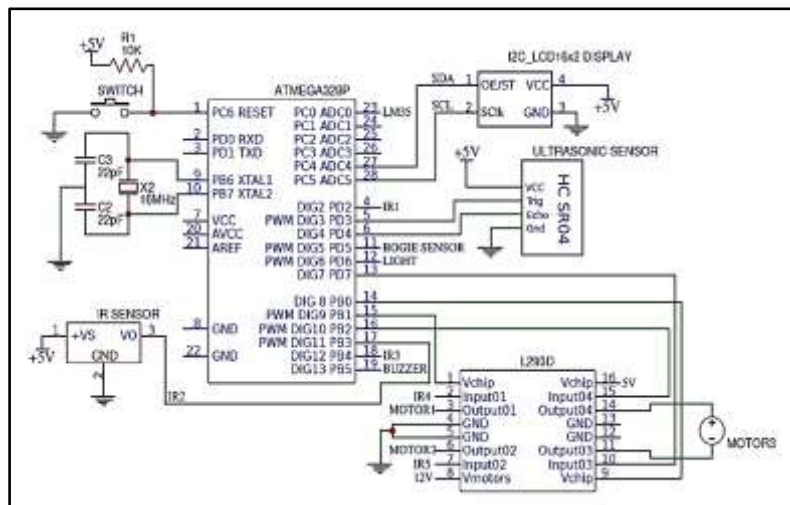 R1
+5V 10K
SWITCH
ATMEGA328P
I2C_LCD16x2 DISPLAY
1 PC6 RESET PC0 ADC0 23 LM35
PC1 ADC1 24
2 PD0 RXD PC2 ADC2 25
3 PD1 TXD PC3 ADC3 26
PC4 ADC4 27
PC5 ADC5 28
SDA 1 OE/ST VCC 4
SCL 2 SClk GND 3
+5V
C3
22pF
9 PB6 XTAL1
10 PB7 XTAL2
X2
16MHz
C2
22pF
7 VCC
20 AVCC
21 AREF
DIG2 PD2 4 IR1
PWM DIG3 PD3 5
DIG4 PD4 6
PWM DIG5 PD5 11 BOGIE SENSOR
PWM DIG6 PD6 12 LIGHT
DIG7 PD7 13
ULTRASONIC SENSOR
+5V
VCC
Trig
Echo
Gnd
HC SR04
DIG 8 PB0 14
PWM DIG9 PB1 15
PWM DIG10 PB2 16
PWM DIG11 PB3 17
DIG12 PB4 18 IR3
DIG13 PB5 19 BUZZER
8 GND
22 GND
IR SENSOR
1 +VS VO 3
+5V GND
2
IR2
L293D
1 Vchip Vchip 16 5V
IR4 2 Input01 Input04 15
MOTOR1 3 Output01 Output04 14
4 GND GND 13
5 GND GND 12
6 Output02 Output03 11
IR5 7 Input02 Input03 10
12V 8 Vmotors Vchip 9